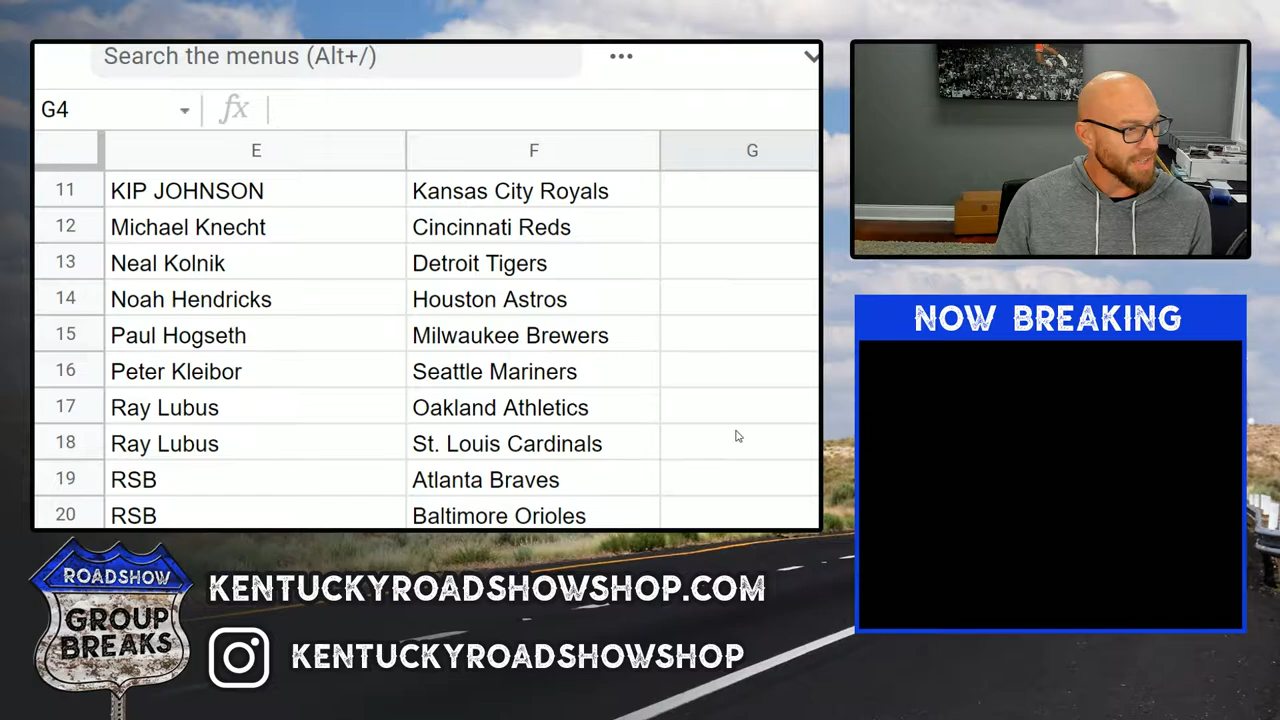 Search the menus (Alt+/)
G4 fx
E F G
11 KIP JOHNSON Kansas City Royals
12 Michael Knecht Cincinnati Reds
13 Neal Kolnik Detroit Tigers
14 Noah Hendricks Houston Astros
15 Paul Hogseth Milwaukee Brewers
16 Peter Kleibor Seattle Mariners
17 Ray Lubus Oakland Athletics
18 Ray Lubus St. Louis Cardinals
19 RSB Atlanta Braves
20 RSB Baltimore Orioles
NOW BREAKING
ROADSHOW
GROUP
BREAKS
KENTUCKYROADSHOWSHOP.COM
KENTUCKYROADSHOWSHOP